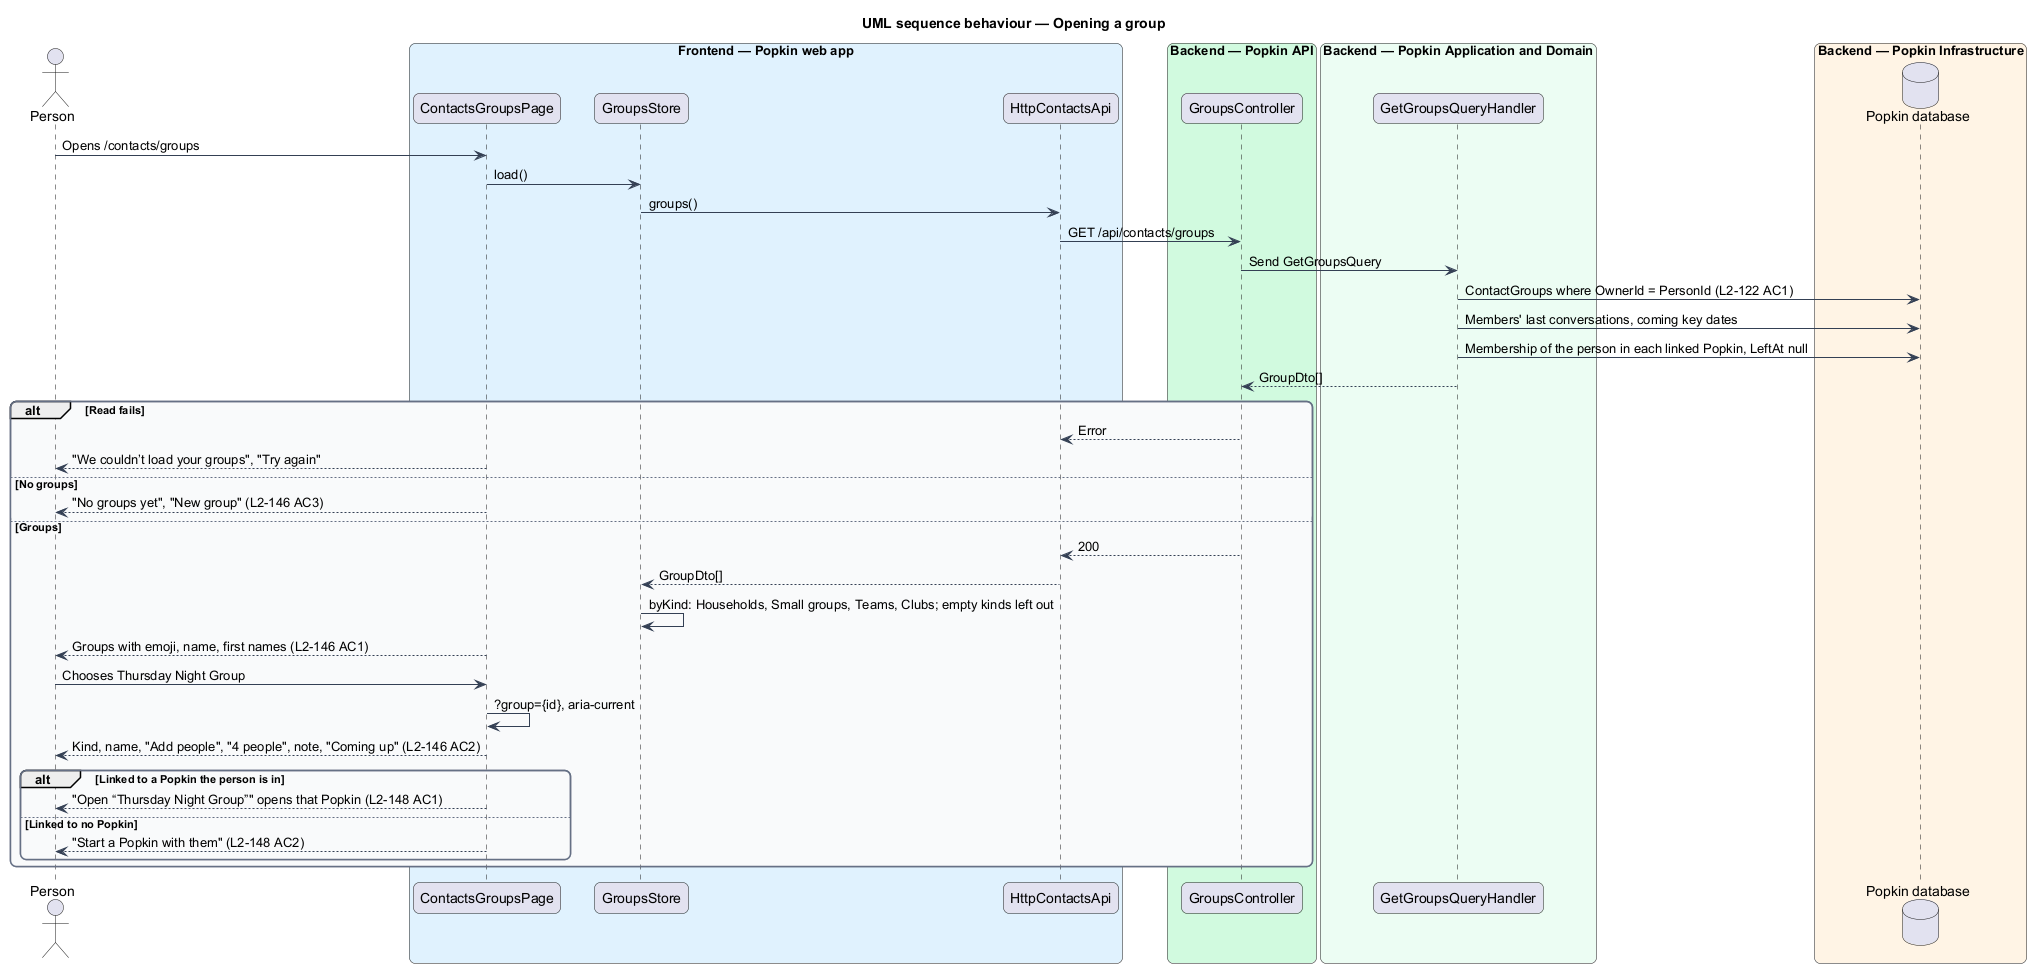 UML sequence behaviour — Opening a group
Frontend — Popkin web app
Backend — Popkin API
Backend — Popkin Application and Domain
Backend — Popkin Infrastructure
Person
ContactsGroupsPage
GroupsStore
HttpContactsApi
GroupsController
GetGroupsQueryHandler
Popkin database
Opens /contacts/groups
load()
groups()
GET /api/contacts/groups
Send GetGroupsQuery
ContactGroups where OwnerId = PersonId (L2-122 AC1)
Members' last conversations, coming key dates
Membership of the person in each linked Popkin, LeftAt null
GroupDto[]
alt [Read fails]
Error
"We couldn’t load your groups", "Try again"
[No groups]
"No groups yet", "New group" (L2-146 AC3)
[Groups]
200
GroupDto[]
byKind: Households, Small groups, Teams, Clubs; empty kinds left out
Groups with emoji, name, first names (L2-146 AC1)
Chooses Thursday Night Group
?group={id}, aria-current
Kind, name, "Add people", "4 people", note, "Coming up" (L2-146 AC2)
alt [Linked to a Popkin the person is in]
"Open “Thursday Night Group”" opens that Popkin (L2-148 AC1)
[Linked to no Popkin]
"Start a Popkin with them" (L2-148 AC2)
Person
ContactsGroupsPage
GroupsStore
HttpContactsApi
GroupsController
GetGroupsQueryHandler
Popkin database